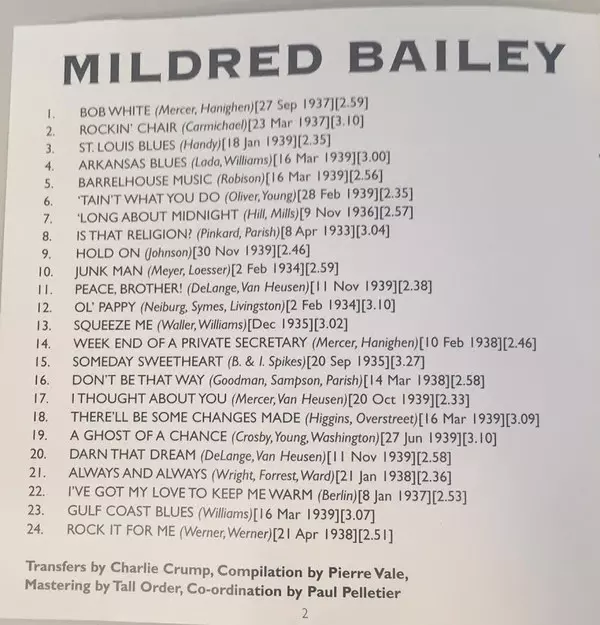 MILDRED BAILEY
1. BOB WHITE (Mercer, Hanighen)[27 Sep 1937][2.59]
2. ROCKIN' CHAIR (Carmichael)[23 Mar 1937][3.10]
3. ST. LOUIS BLUES (Handy)[18 Jan 1939][2.35]
4. ARKANSAS BLUES (Lada, Williams)[16 Mar 1939][3.00]
5. BARRELHOUSE MUSIC (Robison)[16 Mar 1939][2.56]
6. 'TAIN'T WHAT YOU DO (Oliver, Young)[28 Feb 1939][2.35]
7. 'LONG ABOUT MIDNIGHT (Hill, Mills)[9 Nov 1936][2.57]
8. IS THAT RELIGION? (Pinkard, Parish)[8 Apr 1933][3.04]
9. HOLD ON (Johnson)[30 Nov 1939][2.46]
10. JUNK MAN (Meyer, Loesser)[2 Feb 1934][2.59]
11. PEACE, BROTHER! (DeLange, Van Heusen)[11 Nov 1939][2.38]
12. OL' PAPPY (Neiburg, Symes, Livingston)[2 Feb 1934][3.10]
13. SQUEEZE ME (Waller, Williams)[Dec 1935][3.02]
14. WEEK END OF A PRIVATE SECRETARY (Mercer, Hanighen)[10 Feb 1938][2.46]
15. SOMEDAY SWEETHEART (B. & I. Spikes)[20 Sep 1935][3.27]
16. DON'T BE THAT WAY (Goodman, Sampson, Parish)[14 Mar 1938][2.58]
17. I THOUGHT ABOUT YOU (Mercer, Van Heusen)[20 Oct 1939][2.33]
18. THERE'LL BE SOME CHANGES MADE (Higgins, Overstreet)[16 Mar 1939][3.09]
19. A GHOST OF A CHANCE (Crosby, Young, Washington)[27 Jun 1939][3.10]
20. DARN THAT DREAM (DeLange, Van Heusen)[11 Nov 1939][2.58]
21. ALWAYS AND ALWAYS (Wright, Forrest, Ward)[21 Jan 1938][2.36]
22. I'VE GOT MY LOVE TO KEEP ME WARM (Berlin)[8 Jan 1937][2.53]
23. GULF COAST BLUES (Williams)[16 Mar 1939][3.07]
24. ROCK IT FOR ME (Werner, Werner)[21 Apr 1938][2.51]
Transfers by Charlie Crump, Compilation by Pierre Vale,
Mastering by Tall Order, Co-ordination by Paul Pelletier
2